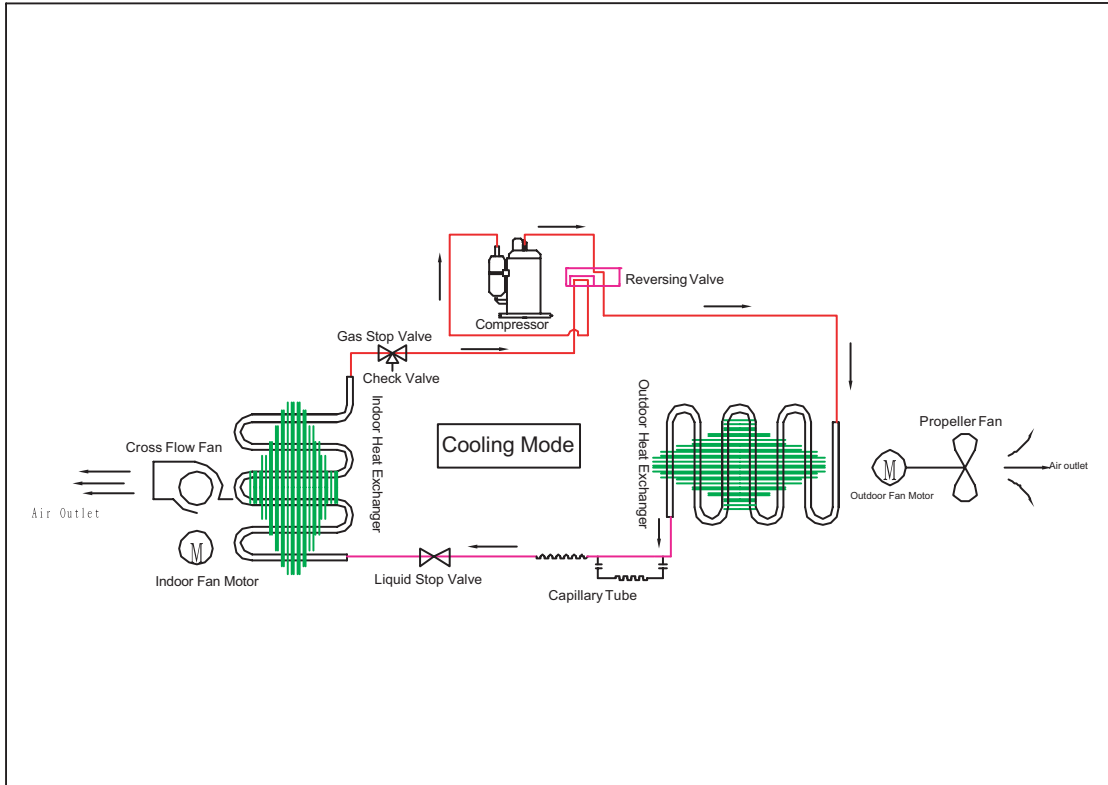 Reversing Valve
Compressor
Gas Stop Valve
Check Valve
Indoor Heat Exchanger
Outdoor Heat Exchanger
Cooling Mode
Cross Flow Fan
Air Outlet
M
Indoor Fan Motor
Liquid Stop Valve
Capillary Tube
Propeller Fan
M
Air outlet
Outdoor Fan Motor